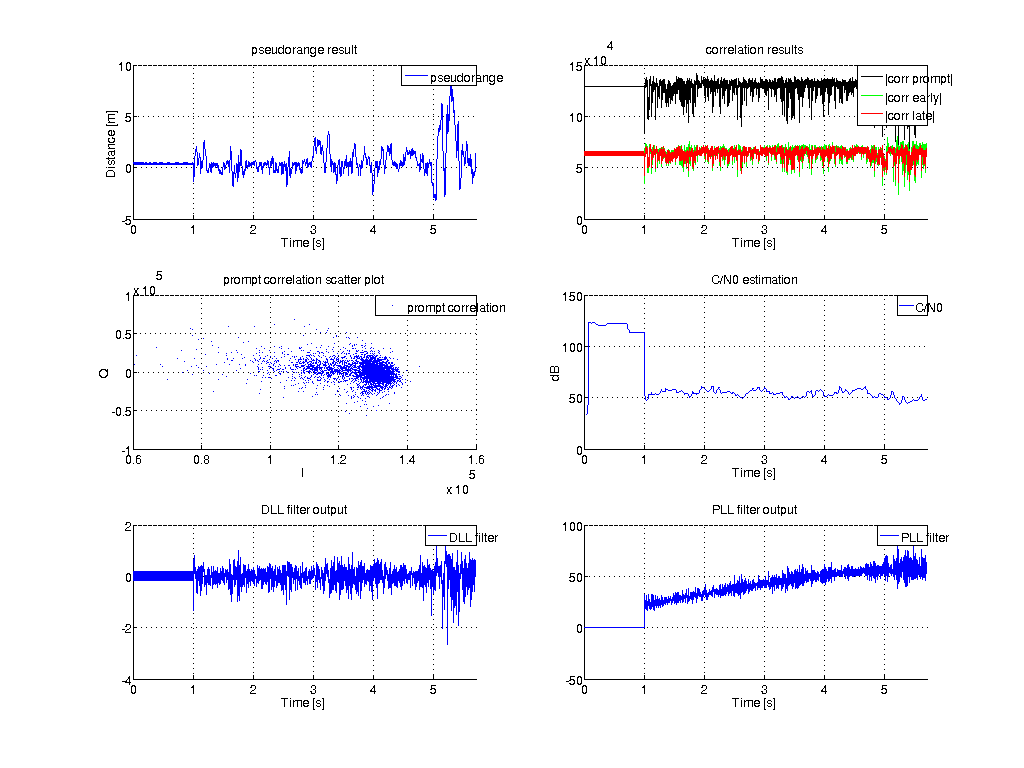 pseudorange result
pseudorange
Distance [m]
10
5
0
-5
0 1 2 3 4 5
Time [s]
correlation results
x 10 4
|corr prompt|
|corr early|
|corr late|
15
10
5
0
0 1 2 3 4 5
Time [s]
prompt correlation scatter plot
x 10 5
prompt correlation
Q
1
0.5
0
-0.5
-1
0.6 0.8 1 1.2 1.4 1.6
I
x 10 5
C/N0 estimation
C/N0
dB
150
100
50
0
0 1 2 3 4 5
Time [s]
DLL filter output
DLL filter
2
0
-2
-4
0 1 2 3 4 5
Time [s]
PLL filter output
PLL filter
100
50
0
-50
0 1 2 3 4 5
Time [s]